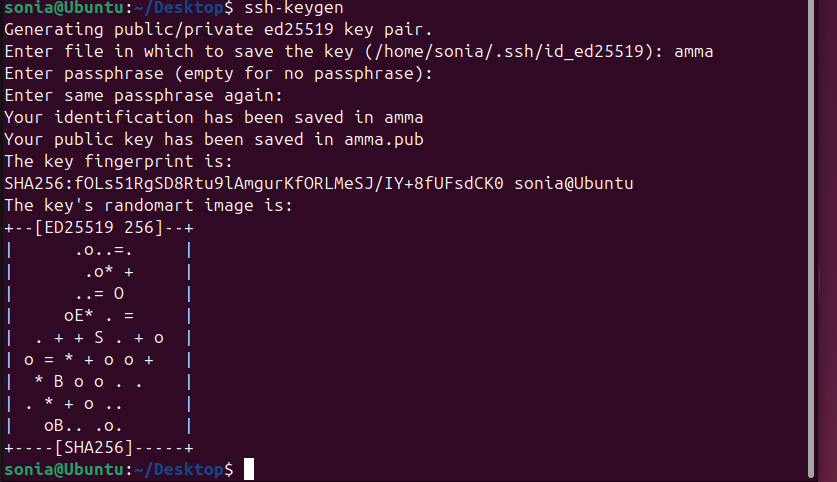 sonia@Ubuntu:~/Desktop$ ssh-keygen
Generating public/private ed25519 key pair.
Enter file in which to save the key (/home/sonia/.ssh/id_ed25519): amma
Enter passphrase (empty for no passphrase):
Enter same passphrase again:
Your identification has been saved in amma
Your public key has been saved in amma.pub
The key fingerprint is:
SHA256:fOLs51RgSD8Rtu9lAmgurKfORLMeSJ/IY+8fUFsdCK0 sonia@Ubuntu
The key's randomart image is:
+--[ED25519 256]--+
|      .o..=.     |
|       .o* +     |
|      ..= O      |
|     oE* . =     |
|  . + + S . + o  |
| o = * + o o +   |
|  * B o o . .    |
| . * + o ..      |
|   oB.. .o.      |
+----[SHA256]-----+
sonia@Ubuntu:~/Desktop$